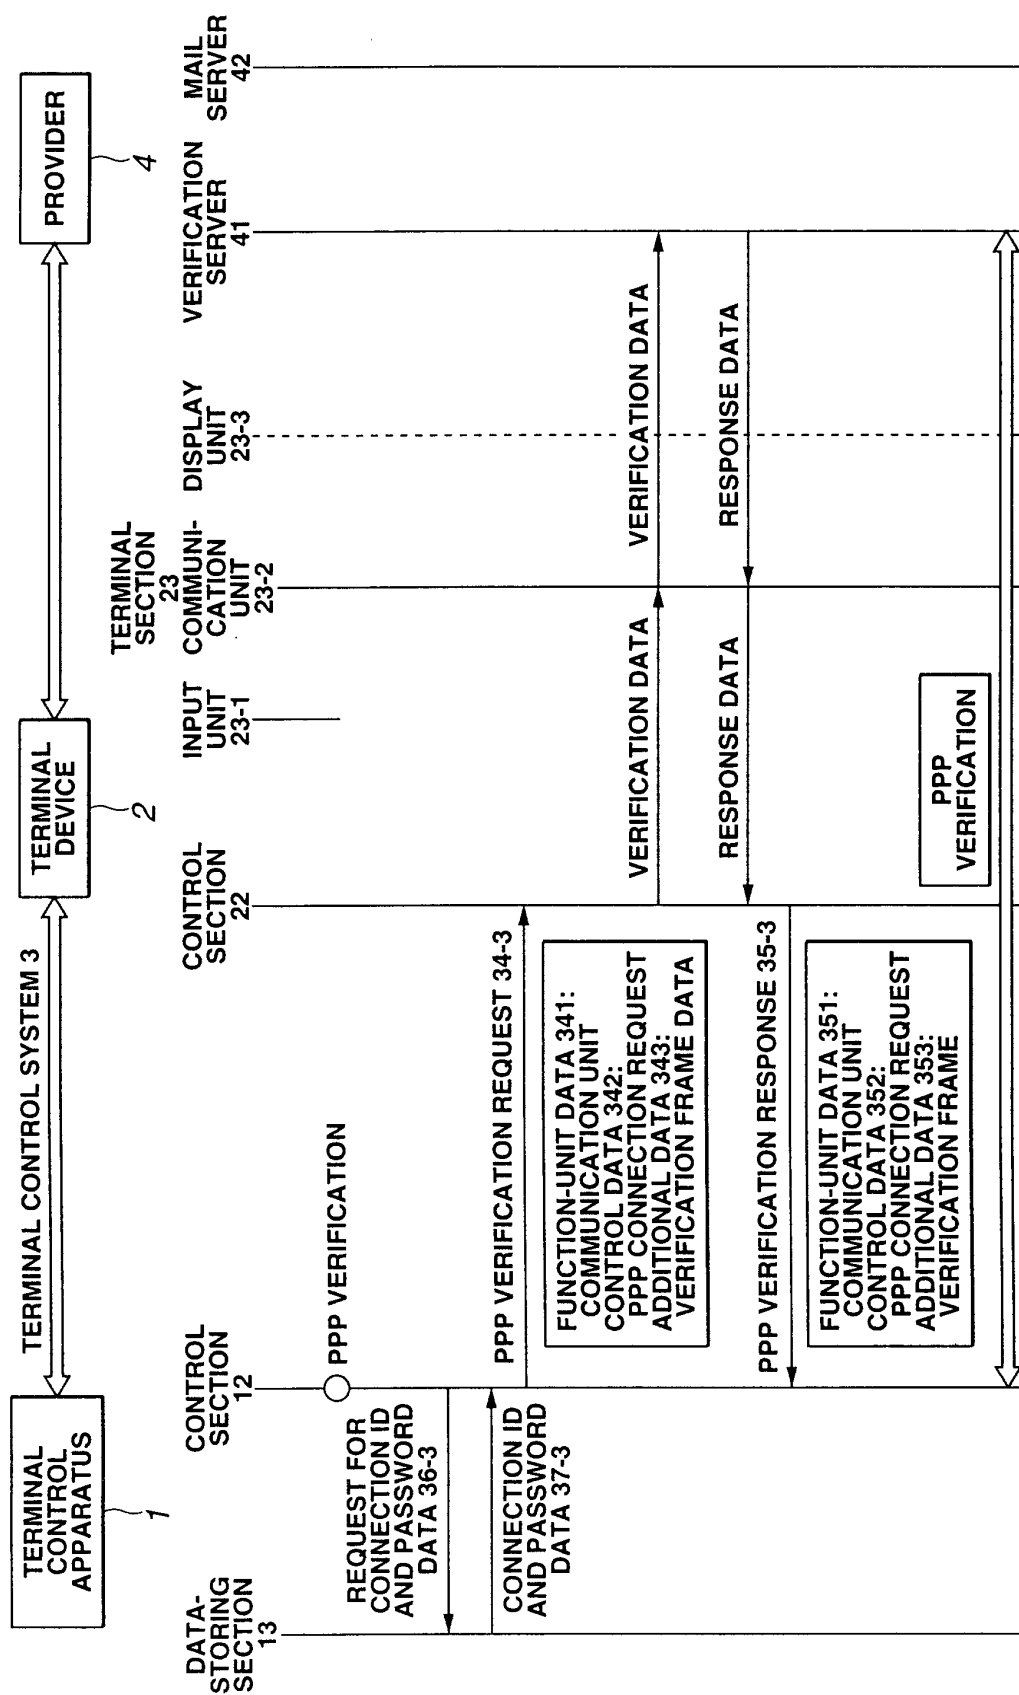 TERMINAL
CONTROL
APPARATUS
1
TERMINAL CONTROL SYSTEM 3
TERMINAL
DEVICE
2
PROVIDER
4
DATA-
STORING
SECTION
13
CONTROL
SECTION
12
CONTROL
SECTION
22
INPUT
UNIT
23-1
TERMINAL
SECTION
23
COMMUNI-
CATION
UNIT
23-2
DISPLAY
UNIT
23-3
VERIFICATION
SERVER
41
MAIL
SERVER
42
PPP VERIFICATION
REQUEST FOR
CONNECTION ID
AND PASSWORD
DATA 36-3
CONNECTION ID
AND PASSWORD
DATA 37-3
PPP VERIFICATION REQUEST 34-3
FUNCTION-UNIT DATA 341:
COMMUNICATION UNIT
CONTROL DATA 342:
PPP CONNECTION REQUEST
ADDITIONAL DATA 343:
VERIFICATION FRAME DATA
VERIFICATION DATA
VERIFICATION DATA
RESPONSE DATA
RESPONSE DATA
PPP VERIFICATION RESPONSE 35-3
FUNCTION-UNIT DATA 351:
COMMUNICATION UNIT
CONTROL DATA 352:
PPP CONNECTION REQUEST
ADDITIONAL DATA 353:
VERIFICATION FRAME
PPP
VERIFICATION